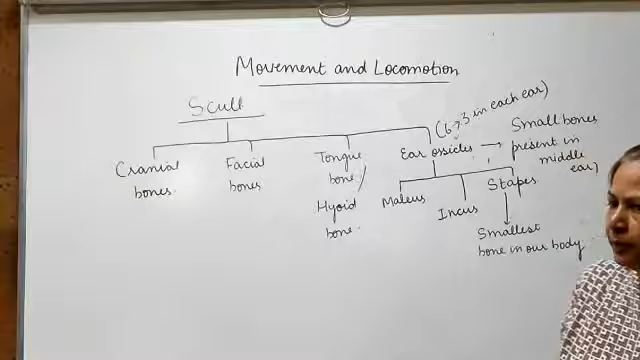 Movement and Locomotion
Scull
(6→3 in each ear)
Cranial
bones.
Facial
bones
Tongue
bone/
Hyoid
bone.
Ear ossicles → Small bones
present in
middle
ear)
Maleus
Incus
Stapes
Smallest
bone in our body